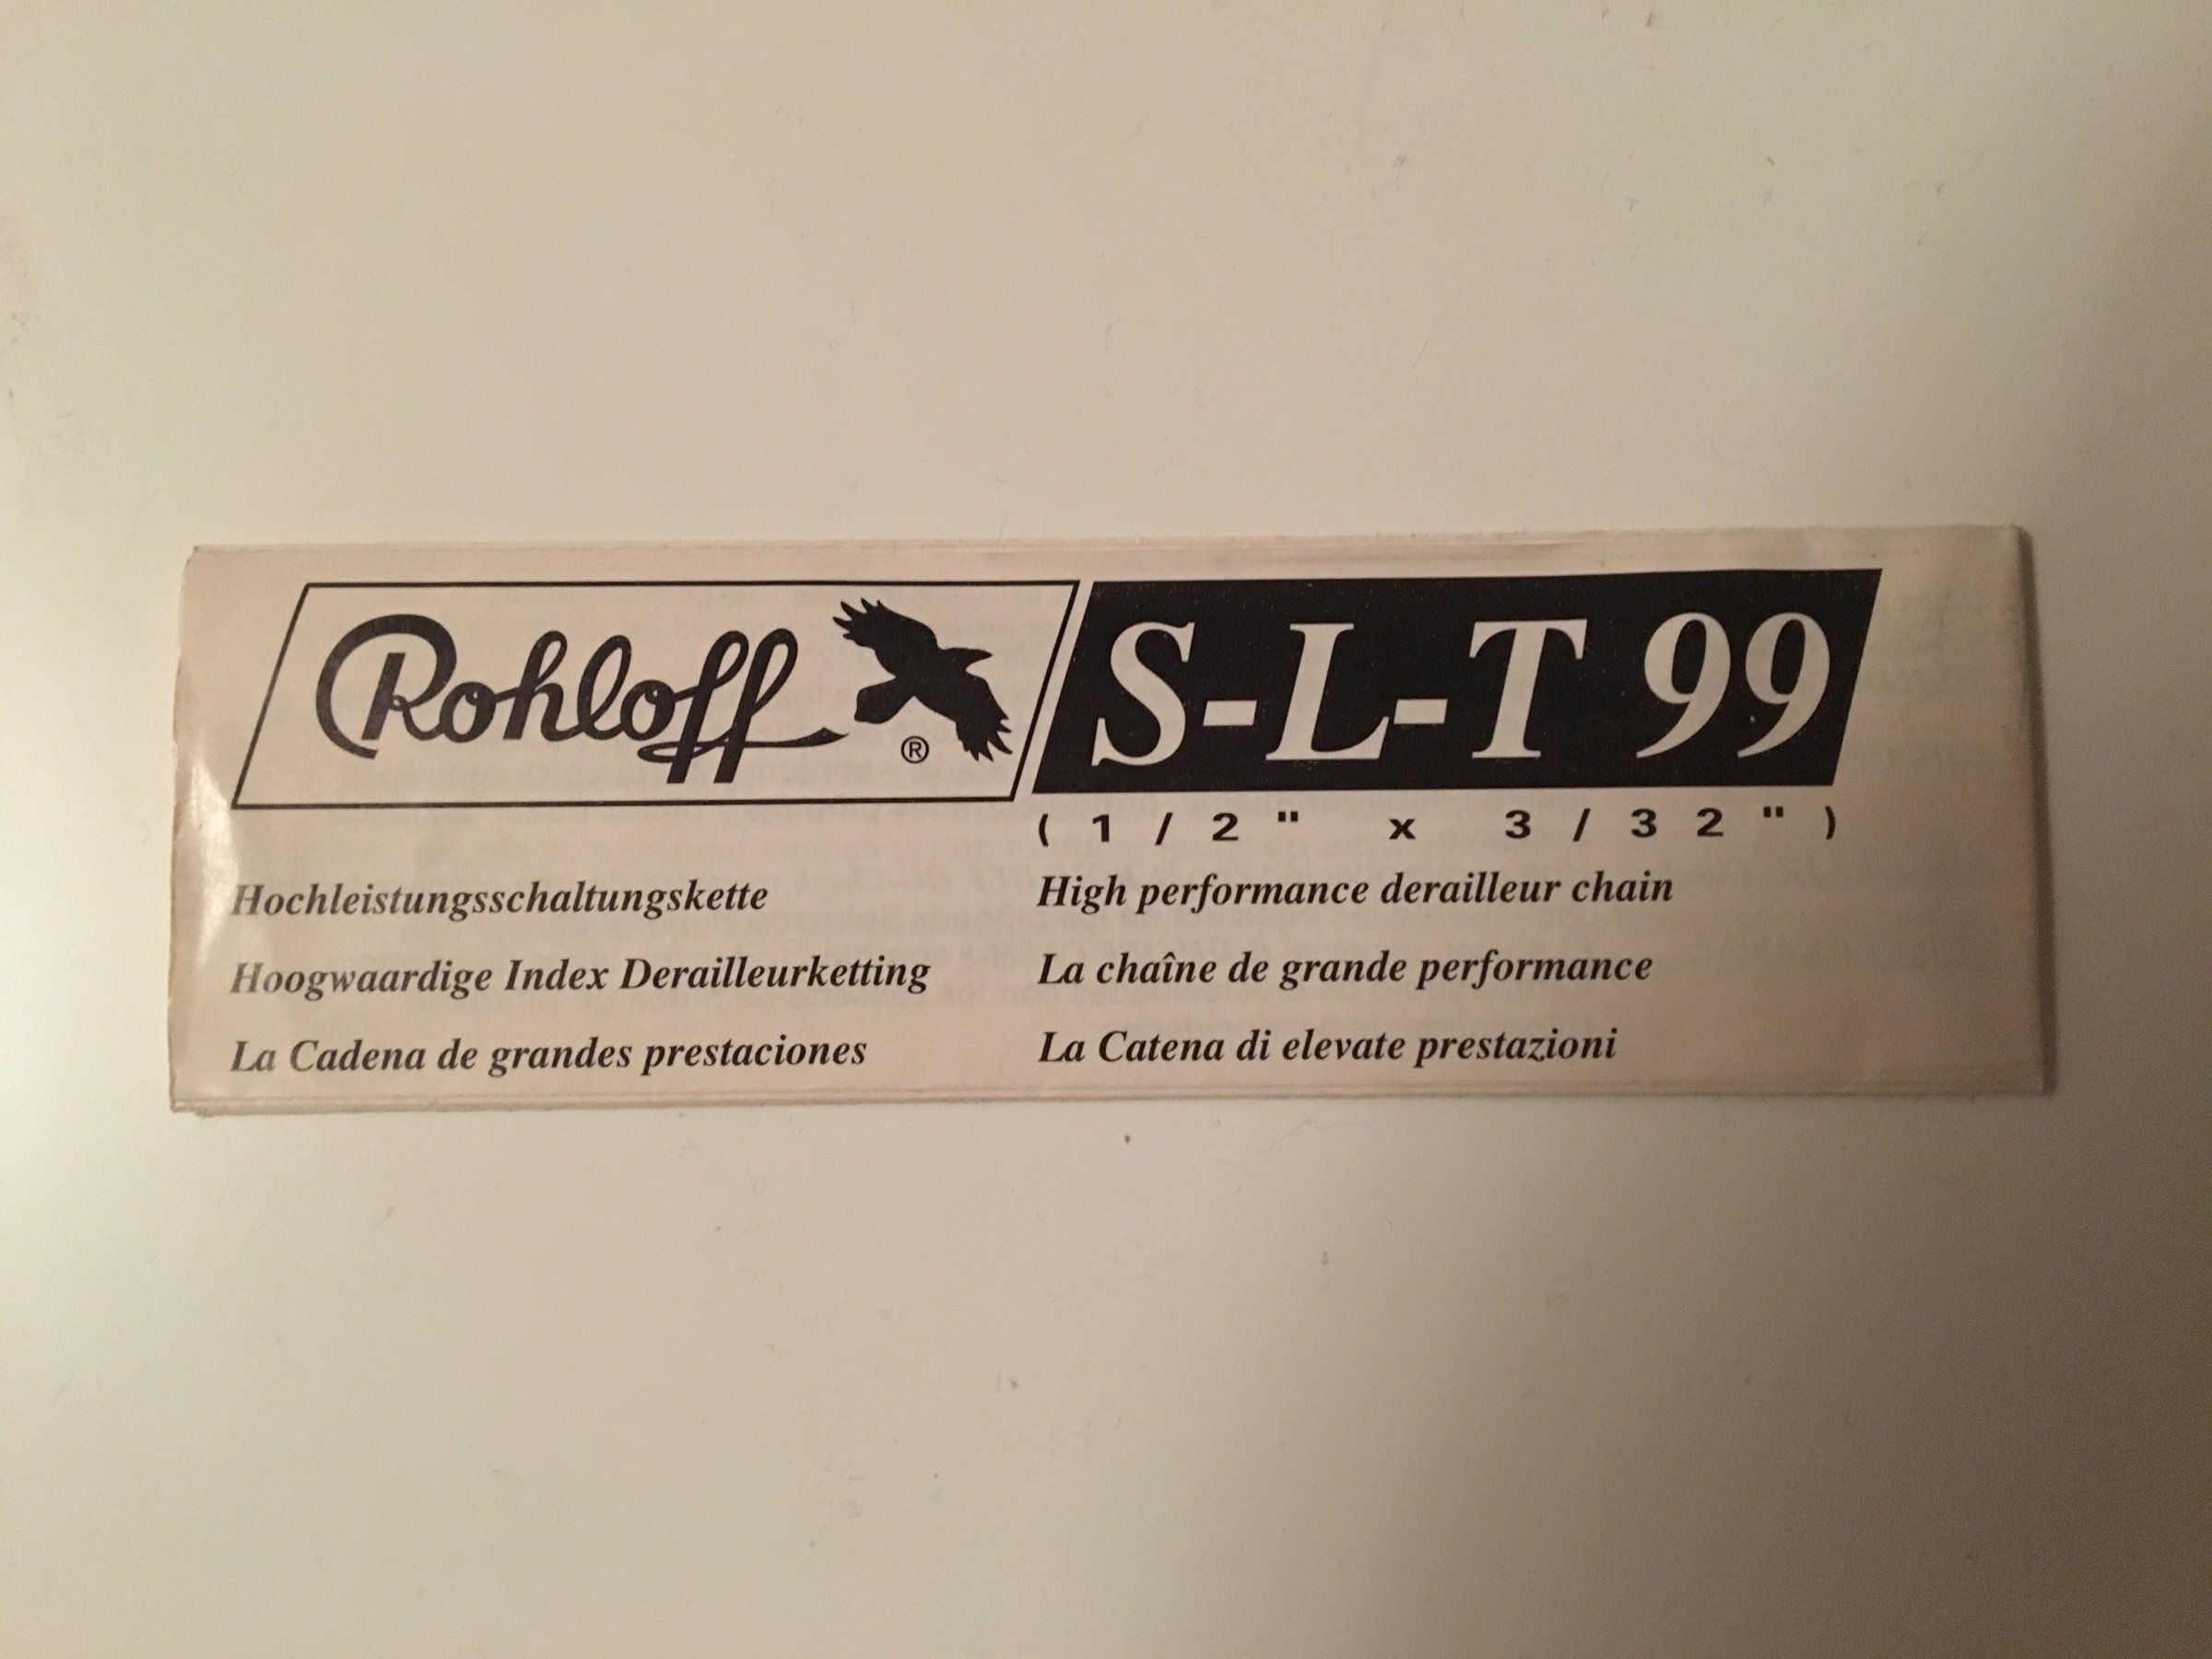 Rohloff ® S-L-T 99
(1/2" x 3/32")
Hochleistungsschaltungskette
High performance derailleur chain
Hoogwaardige Index Derailleurketting
La chaîne de grande performance
La Cadena de grandes prestaciones
La Catena di elevate prestazioni